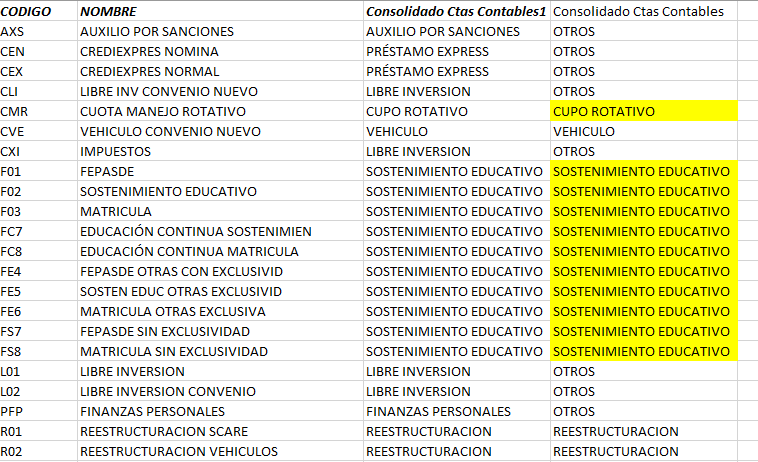 CODIGO NOMBRE Consolidado Ctas Contables1 Consolidado Ctas Contables
AXS AUXILIO POR SANCIONES AUXILIO POR SANCIONES OTROS
CEN CREDIEXPRES NOMINA PRÉSTAMO EXPRESS OTROS
CEX CREDIEXPRES NORMAL PRÉSTAMO EXPRESS OTROS
CLI LIBRE INV CONVENIO NUEVO LIBRE INVERSION OTROS
CMR CUOTA MANEJO ROTATIVO CUPO ROTATIVO CUPO ROTATIVO
CVE VEHICULO CONVENIO NUEVO VEHICULO VEHICULO
CXI IMPUESTOS LIBRE INVERSION OTROS
F01 FEPASDE SOSTENIMIENTO EDUCATIVO SOSTENIMIENTO EDUCATIVO
F02 SOSTENIMIENTO EDUCATIVO SOSTENIMIENTO EDUCATIVO SOSTENIMIENTO EDUCATIVO
F03 MATRICULA SOSTENIMIENTO EDUCATIVO SOSTENIMIENTO EDUCATIVO
FC7 EDUCACIÓN CONTINUA SOSTENIMIEN SOSTENIMIENTO EDUCATIVO SOSTENIMIENTO EDUCATIVO
FC8 EDUCACIÓN CONTINUA MATRICULA SOSTENIMIENTO EDUCATIVO SOSTENIMIENTO EDUCATIVO
FE4 FEPASDE OTRAS CON EXCLUSIVID SOSTENIMIENTO EDUCATIVO SOSTENIMIENTO EDUCATIVO
FE5 SOSTEN EDUC OTRAS EXCLUSIVID SOSTENIMIENTO EDUCATIVO SOSTENIMIENTO EDUCATIVO
FE6 MATRICULA OTRAS EXCLUSIVA SOSTENIMIENTO EDUCATIVO SOSTENIMIENTO EDUCATIVO
FS7 FEPASDE SIN EXCLUSIVIDAD SOSTENIMIENTO EDUCATIVO SOSTENIMIENTO EDUCATIVO
FS8 MATRICULA SIN EXCLUSIVIDAD SOSTENIMIENTO EDUCATIVO SOSTENIMIENTO EDUCATIVO
L01 LIBRE INVERSION LIBRE INVERSION OTROS
L02 LIBRE INVERSION CONVENIO LIBRE INVERSION OTROS
PFP FINANZAS PERSONALES FINANZAS PERSONALES OTROS
R01 REESTRUCTURACION SCARE REESTRUCTURACION REESTRUCTURACION
R02 REESTRUCTURACION VEHICULOS REESTRUCTURACION REESTRUCTURACION